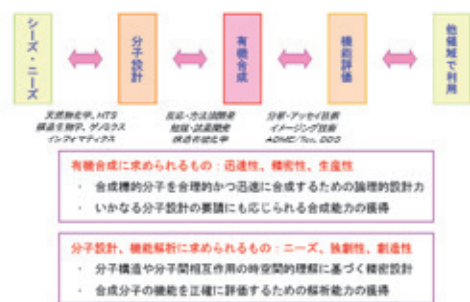 シーズ・ニーズ
分子設計
有機合成
機能評価
他領域で利用
天然物化学、HTS
構造生物学、ゲノミクス
インフォマティクス
反応・方法論開発
触媒・試薬開発
構造有機化学
分析・アッセイ技術
イメージング技術
ADME/Tox, DDS
有機合成に求められるもの:迅速性、精密性、生産性
・ 合成標的分子を合理的かつ迅速に合成するための論理的設計力
・ いかなる分子設計の要請にも応じられる合成能力の獲得
分子設計、機能解析に求められるもの:ニーズ、独創性、創造性
・ 分子構造や分子間相互作用の時空間的理解に基づく精密設計
・ 合成分子の機能を正確に評価するための解析能力の獲得